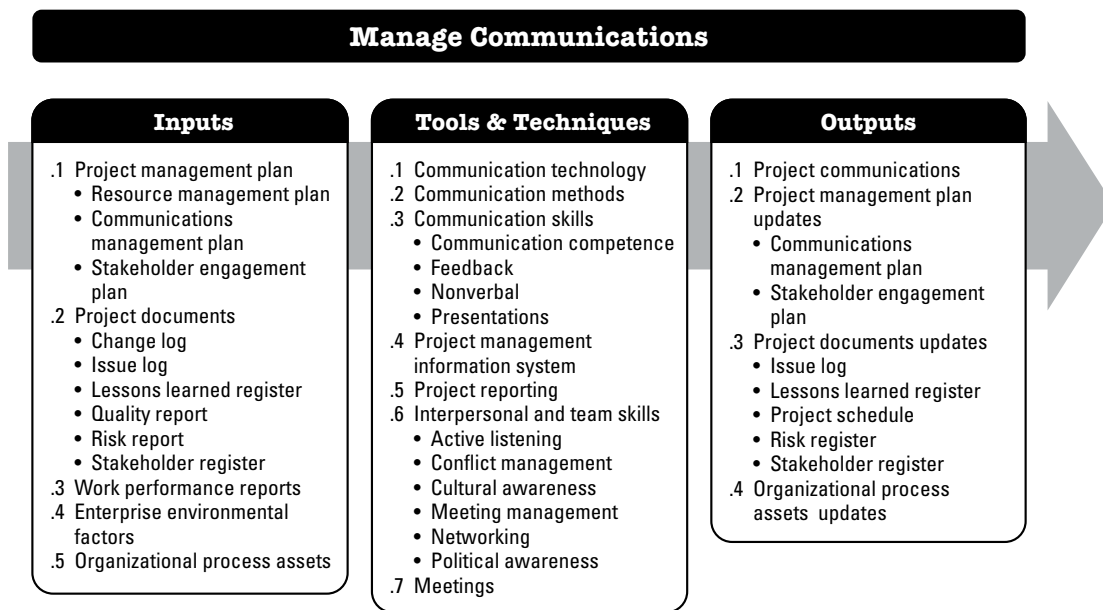 Manage Communications
Inputs
.1 Project management plan
• Resource management plan
• Communications
management plan
• Stakeholder engagement
plan
.2 Project documents
• Change log
• Issue log
• Lessons learned register
• Quality report
• Risk report
• Stakeholder register
.3 Work performance reports
.4 Enterprise environmental
factors
.5 Organizational process assets
Tools & Techniques
.1 Communication technology
.2 Communication methods
.3 Communication skills
• Communication competence
• Feedback
• Nonverbal
• Presentations
.4 Project management
information system
.5 Project reporting
.6 Interpersonal and team skills
• Active listening
• Conflict management
• Cultural awareness
• Meeting management
• Networking
• Political awareness
.7 Meetings
Outputs
.1 Project communications
.2 Project management plan
updates
• Communications
management plan
• Stakeholder engagement
plan
.3 Project documents updates
• Issue log
• Lessons learned register
• Project schedule
• Risk register
• Stakeholder register
.4 Organizational process
assets updates